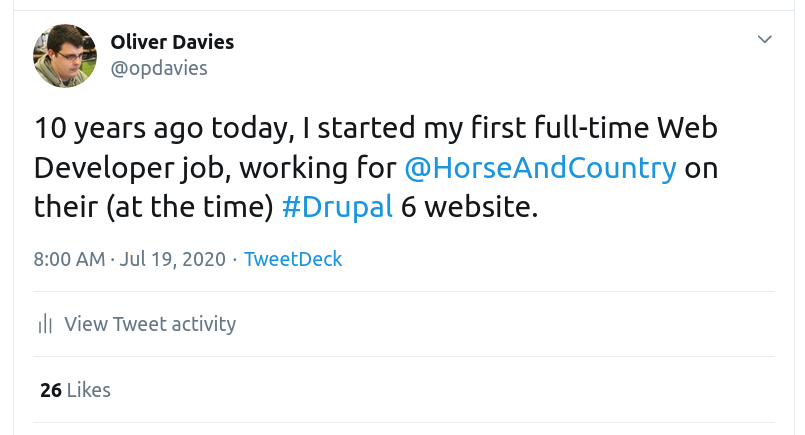 Oliver Davies
@opdavies
10 years ago today, I started my first full-time Web
Developer job, working for @HorseAndCountry on
their (at the time) #Drupal 6 website.
8:00 AM · Jul 19, 2020 · TweetDeck
View Tweet activity
26 Likes